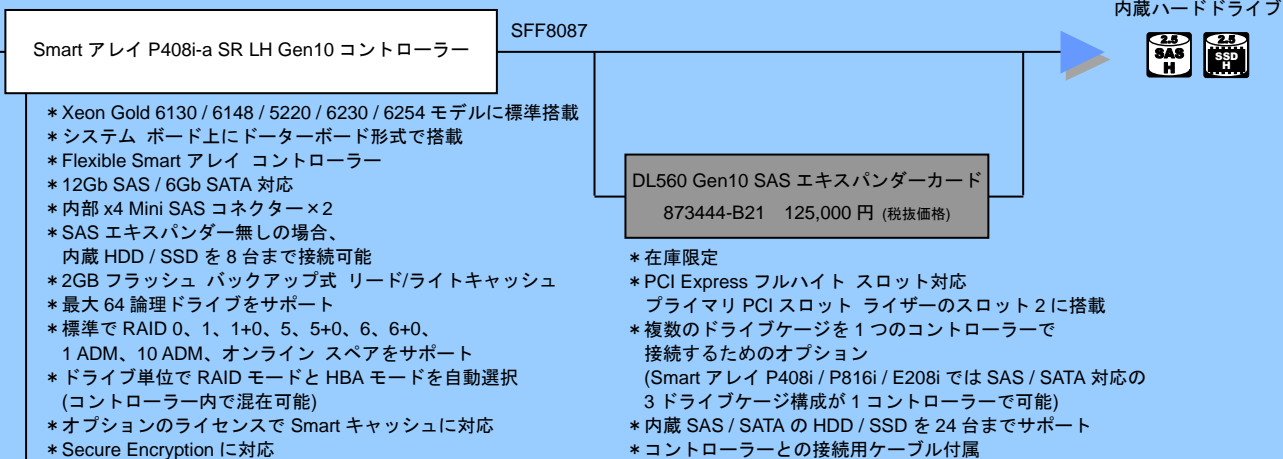 内蔵ハードドライブ
SFF8087
Smart アレイ P408i-a SR LH Gen10 コントローラー
2.5
SAS
H
2.5
SSD
H
＊Xeon Gold 6130 / 6148 / 5220 / 6230 / 6254 モデルに標準搭載
＊システム ボード上にドーターボード形式で搭載
＊Flexible Smart アレイ コントローラー
＊12Gb SAS / 6Gb SATA 対応
＊内部 x4 Mini SAS コネクター×2
＊SAS エキスパンダー無しの場合、
内蔵 HDD / SSD を 8 台まで接続可能
＊2GB フラッシュ バックアップ式 リード/ライトキャッシュ
＊最大 64 論理ドライブをサポート
＊標準で RAID 0、1、1+0、5、5+0、6、6+0、
1 ADM、10 ADM、オンライン スペアをサポート
＊ドライブ単位で RAID モードと HBA モードを自動選択
(コントローラー内で混在可能)
＊オプションのライセンスで Smart キャッシュに対応
＊Secure Encryption に対応
DL560 Gen10 SAS エキスパンダーカード
873444-B21 125,000 円 (税抜価格)
＊在庫限定
＊PCI Express フルハイト スロット対応
プライマリ PCI スロット ライザーのスロット 2 に搭載
＊複数のドライブケージを 1 つのコントローラーで
接続するためのオプション
(Smart アレイ P408i / P816i / E208i では SAS / SATA 対応の
3 ドライブケージ構成が 1 コントローラーで可能)
＊内蔵 SAS / SATA の HDD / SSD を 24 台までサポート
＊コントローラーとの接続用ケーブル付属